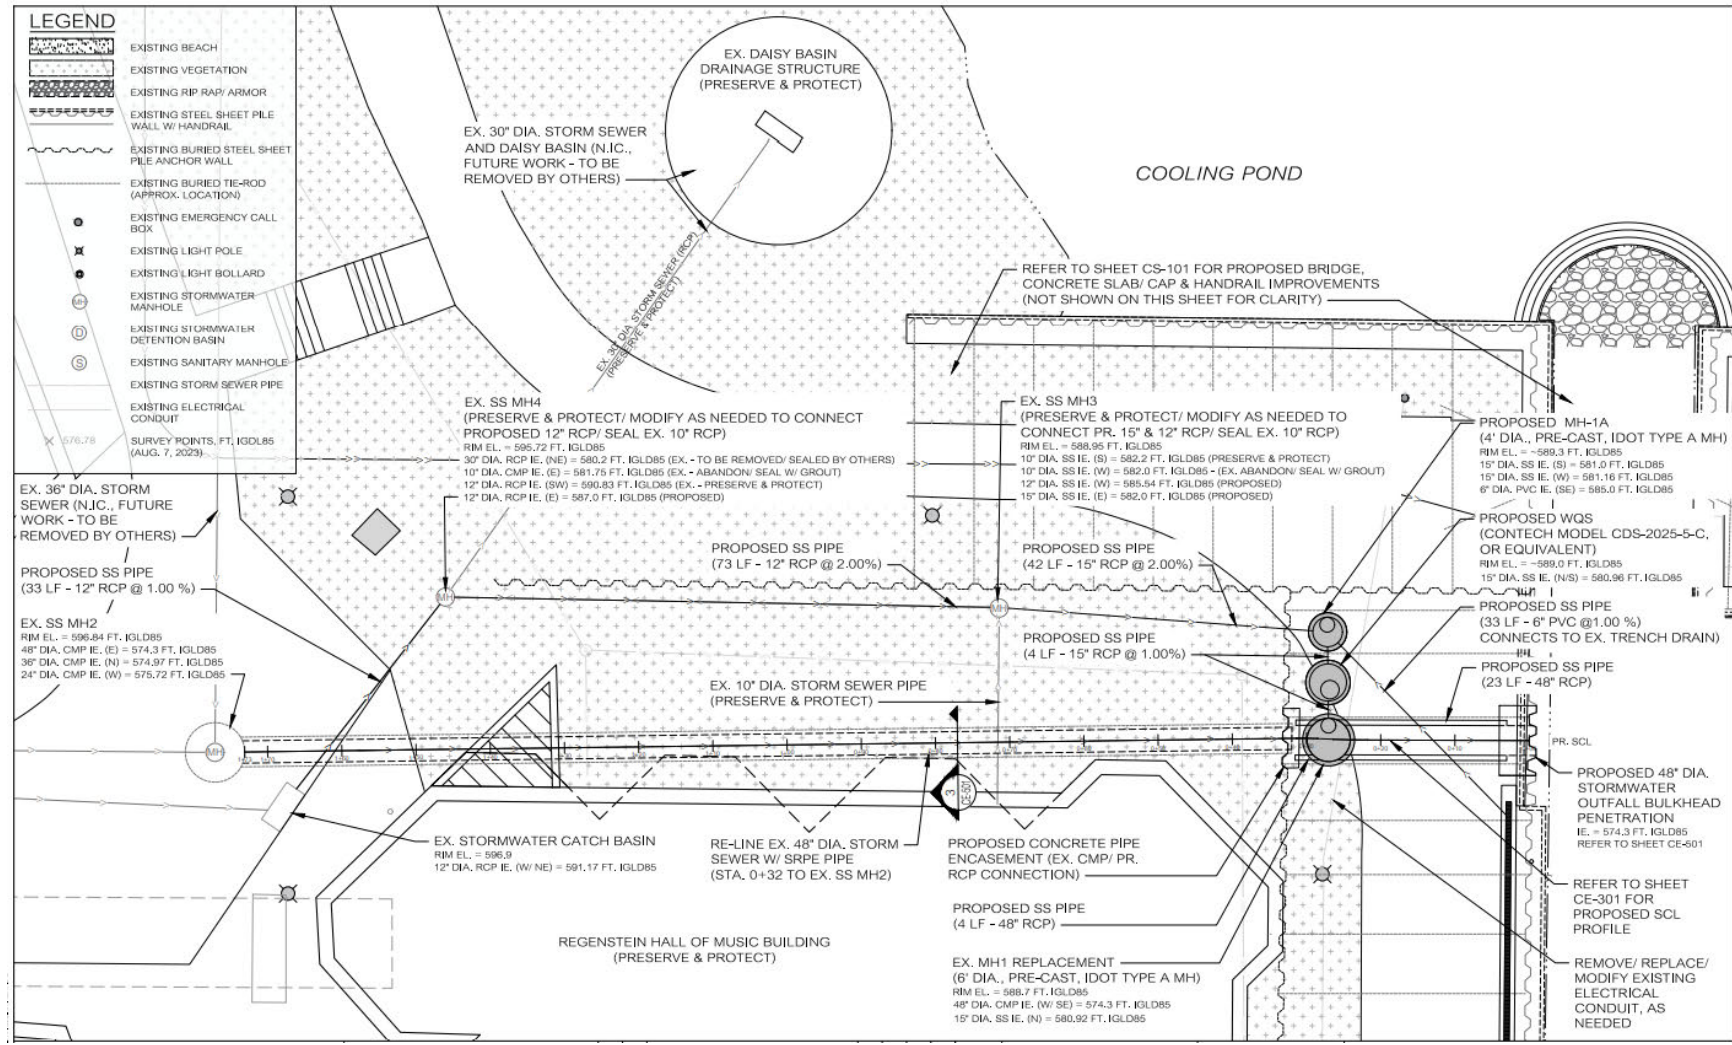 LEGEND
EXISTING BEACH
EXISTING VEGETATION
EXISTING RIP RAP/ ARMOR
EXISTING STEEL SHEET PILE
WALL W/ HANDRAIL
EXISTING BURIED STEEL SHEET
PILE ANCHOR WALL
EXISTING BURIED TIE-ROD
(APPROX. LOCATION)
EXISTING EMERGENCY CALL
BOX
EXISTING LIGHT POLE
EXISTING LIGHT BOLLARD
MH
EXISTING STORMWATER
MANHOLE
D
EXISTING STORMWATER
DETENTION BASIN
S
EXISTING SANITARY MANHOLE
EXISTING STORM SEWER PIPE
EXISTING ELECTRICAL
CONDUIT
576.78
SURVEY POINTS, FT. IGDL85
(AUG. 7, 2023)
EX. DAISY BASIN
DRAINAGE STRUCTURE
(PRESERVE & PROTECT)
EX. 30" DIA. STORM SEWER
AND DAISY BASIN (N.IC.,
FUTURE WORK - TO BE
REMOVED BY OTHERS)
COOLING POND
EX. 30" DIA. STORM SEWER (RCP)
(PRESERVE & PROTECT)
REFER TO SHEET CS-101 FOR PROPOSED BRIDGE,
CONCRETE SLAB/ CAP & HANDRAIL IMPROVEMENTS
(NOT SHOWN ON THIS SHEET FOR CLARITY)
EX. SS MH4
(PRESERVE & PROTECT/ MODIFY AS NEEDED TO CONNECT
PROPOSED 12" RCP/ SEAL EX. 10" RCP)
RIM EL. = 595.72 FT. IGLD85
30" DIA. RCP IE. (NE) = 580.2 FT. IGLD85 (EX. - TO BE REMOVED/ SEALED BY OTHERS)
10" DIA. CMP IE. (E) = 581.75 FT. IGLD85 (EX. - ABANDON/ SEAL W/ GROUT)
12" DIA. RCP IE. (SW) = 590.83 FT. IGLD85 (EX. - PRESERVE & PROTECT)
12" DIA. RCP IE. (E) = 587.0 FT. IGLD85 (PROPOSED)
EX. SS MH3
(PRESERVE & PROTECT/ MODIFY AS NEEDED TO
CONNECT PR. 15" & 12" RCP/ SEAL EX. 10" RCP)
RIM EL. = 588.95 FT. IGLD85
10" DIA. SS IE. (S) = 582.2 FT. IGLD85 (PRESERVE & PROTECT)
10" DIA. SS IE. (W) = 582.0 FT. IGLD85 - (EX. ABANDON/ SEAL W/ GROUT)
12" DIA. SS IE. (W) = 585.54 FT. IGLD85 (PROPOSED)
15" DIA. SS IE. (E) = 582.0 FT. IGLD85 (PROPOSED)
PROPOSED MH-1A
(4' DIA., PRE-CAST, IDOT TYPE A MH)
RIM EL. = ~589.3 FT. IGLD85
15" DIA. SS IE. (S) = 581.0 FT. IGLD85
15" DIA. SS IE. (W) = 581.16 FT. IGLD85
6" DIA. PVC IE. (SE) = 585.0 FT. IGLD85
EX. 36" DIA. STORM
SEWER (N.IC., FUTURE
WORK - TO BE
REMOVED BY OTHERS)
PROPOSED WQS
(CONTECH MODEL CDS-2025-5-C,
OR EQUIVALENT)
RIM EL. = ~589.0 FT. IGLD85
15" DIA. SS IE. (N/S) = 580.96 FT. IGLD85
PROPOSED SS PIPE
(33 LF - 12" RCP @ 1.00 %)
PROPOSED SS PIPE
(73 LF - 12" RCP @ 2.00%)
PROPOSED SS PIPE
(42 LF - 15" RCP @ 2.00%)
PROPOSED SS PIPE
(33 LF - 6" PVC @1.00 %)
CONNECTS TO EX. TRENCH DRAIN)
MH
MH
EX. SS MH2
RIM EL. = 596.84 FT. IGLD85
48" DIA. CMP IE. (E) = 574.3 FT. IGLD85
36" DIA. CMP IE. (N) = 574.97 FT. IGLD85
24" DIA. CMP IE. (W) = 575.72 FT. IGLD85
PROPOSED SS PIPE
(4 LF - 15" RCP @ 1.00%)
PROPOSED SS PIPE
(23 LF - 48" RCP)
EX. 10" DIA. STORM SEWER PIPE
(PRESERVE & PROTECT)
MH
PR. SCL
3
CE-501
PROPOSED 48" DIA.
STORMWATER
OUTFALL BULKHEAD
PENETRATION
IE. = 574.3 FT. IGLD85
REFER TO SHEET CE-501
EX. STORMWATER CATCH BASIN
RIM EL. = 596.9
12" DIA. RCP IE. (W/ NE) = 591.17 FT. IGLD85
RE-LINE EX. 48" DIA. STORM
SEWER W/ SRPE PIPE
(STA. 0+32 TO EX. SS MH2)
PROPOSED CONCRETE PIPE
ENCASEMENT (EX. CMP/ PR.
RCP CONNECTION)
REFER TO SHEET
CE-301 FOR
PROPOSED SCL
PROFILE
PROPOSED SS PIPE
(4 LF - 48" RCP)
REGENSTEIN HALL OF MUSIC BUILDING
(PRESERVE & PROTECT)
EX. MH1 REPLACEMENT
(6' DIA., PRE-CAST, IDOT TYPE A MH)
RIM EL. = 588.7 FT. IGLD85
48" DIA. CMP IE. (W/ SE) = 574.3 FT. IGLD85
15" DIA. SS IE. (N) = 580.92 FT. IGLD85
REMOVE/ REPLACE/
MODIFY EXISTING
ELECTRICAL
CONDUIT, AS
NEEDED